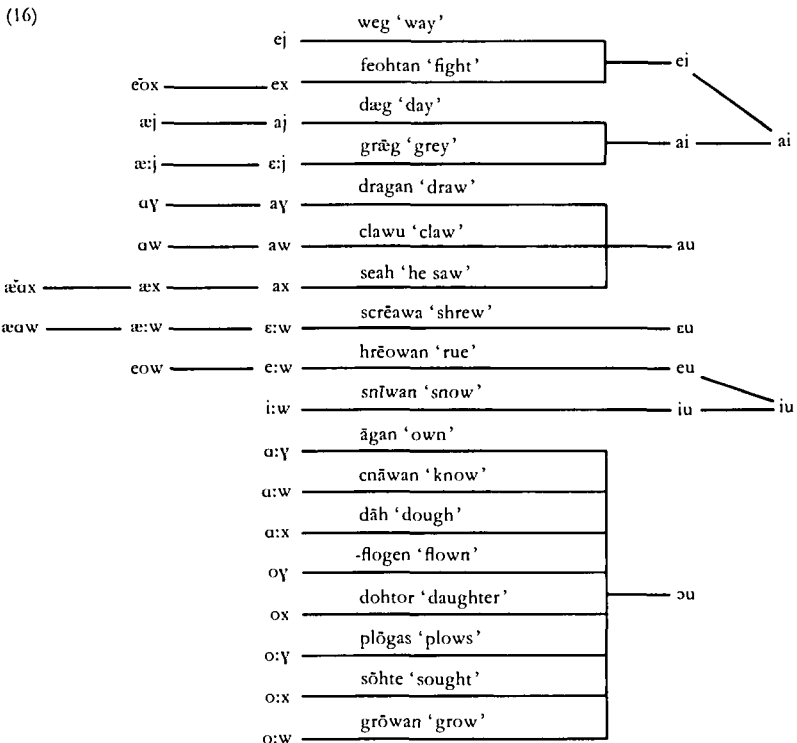 (16)
weg 'way'
ej
feohtan 'fight'
ei
ĕŏx ex
dæg 'day'
æj aj
ai ai
grǣg 'grey'
æ:j ɛ:j
dragan 'draw'
ɑɣ aɣ
clawu 'claw'
ɑw aw au
seah 'he saw'
æ̆ɑx æx ax
scrēawa 'shrew'
æɑw æ:w ɛ:w ɛu
hrēowan 'rue'
eow e:w eu
snīwan 'snow'
i:w iu iu
āgan 'own'
ɑ:ɣ
cnāwan 'know'
ɑ:w
dāh 'dough'
ɑ:x
-flogen 'flown'
oɣ
dohtor 'daughter'
ox ɔu
plōgas 'plows'
o:ɣ
sōhte 'sought'
o:x
grōwan 'grow'
o:w